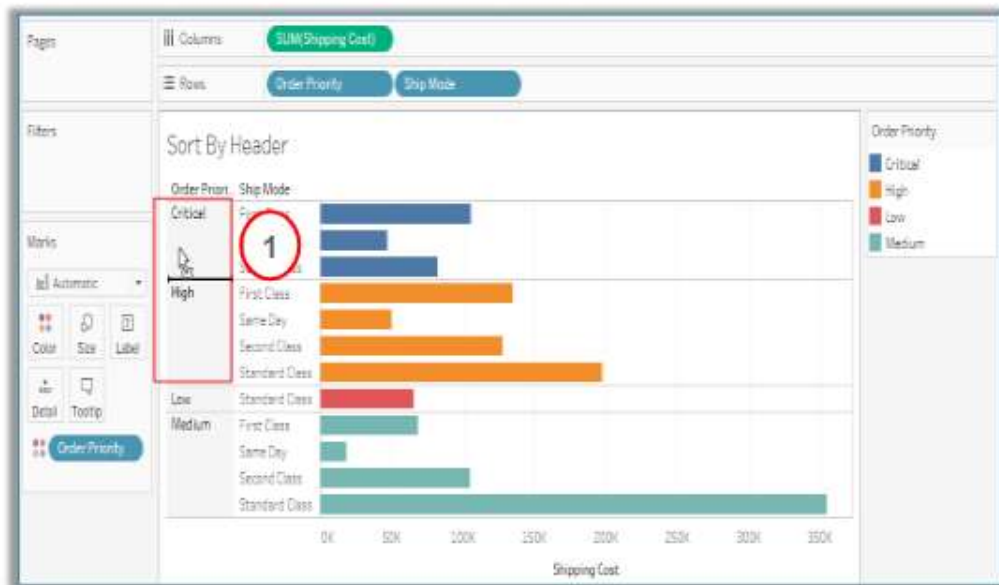 Pages
Columns
SUM(Shipping Cost)
Rows
Order Priority
Ship Mode
Filters
Sort By Header
Order Priori..
Ship Mode
Critical
1
High
First Class
Same Day
Second Class
Standard Class
Low
Standard Class
Medium
First Class
Same Day
Second Class
Standard Class
0K 50K 100K 150K 200K 250K 300K 350K
Shipping Cost
Marks
Automatic
Color Size Label
Detail Tooltip
Order Priority
Order Priority
Critical
High
Low
Medium